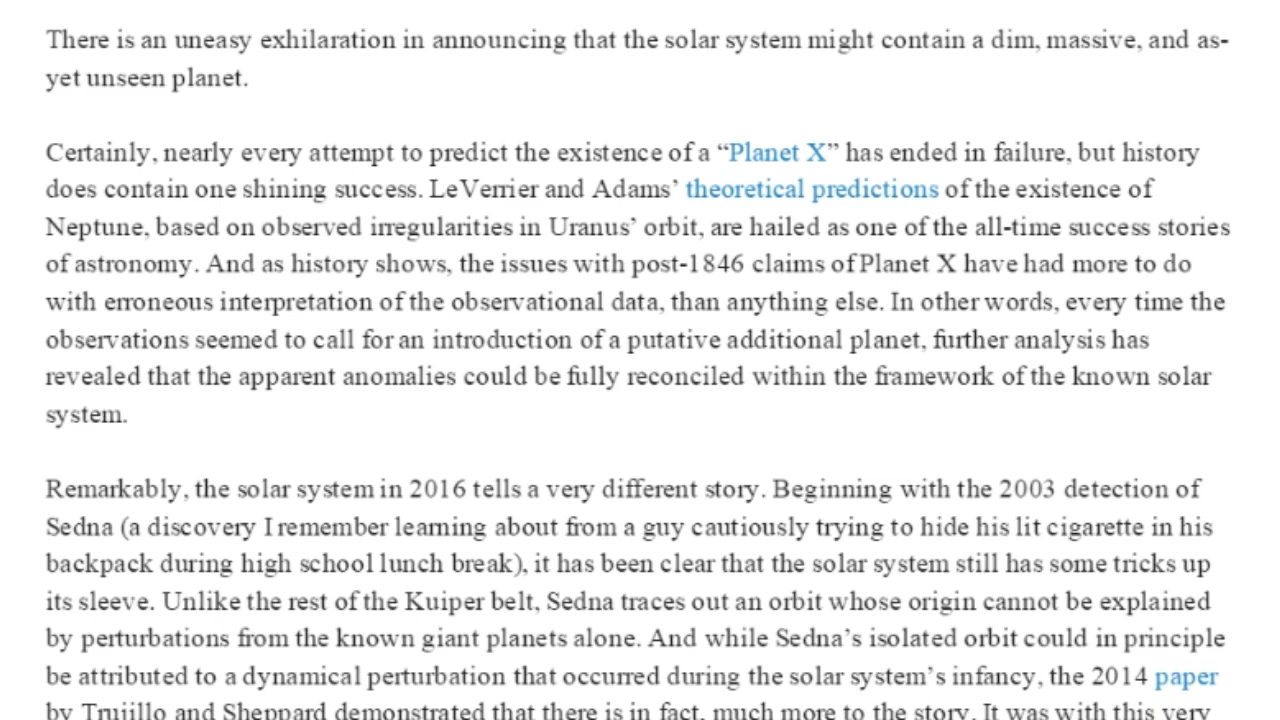 There is an uneasy exhilaration in announcing that the solar system might contain a dim, massive, and as-
yet unseen planet.
Certainly, nearly every attempt to predict the existence of a “Planet X” has ended in failure, but history
does contain one shining success. LeVerrier and Adams’ theoretical predictions of the existence of
Neptune, based on observed irregularities in Uranus’ orbit, are hailed as one of the all-time success stories
of astronomy. And as history shows, the issues with post-1846 claims of Planet X have had more to do
with erroneous interpretation of the observational data, than anything else. In other words, every time the
observations seemed to call for an introduction of a putative additional planet, further analysis has
revealed that the apparent anomalies could be fully reconciled within the framework of the known solar
system.
Remarkably, the solar system in 2016 tells a very different story. Beginning with the 2003 detection of
Sedna (a discovery I remember learning about from a guy cautiously trying to hide his lit cigarette in his
backpack during high school lunch break), it has been clear that the solar system still has some tricks up
its sleeve. Unlike the rest of the Kuiper belt, Sedna traces out an orbit whose origin cannot be explained
by perturbations from the known giant planets alone. And while Sedna’s isolated orbit could in principle
be attributed to a dynamical perturbation that occurred during the solar system’s infancy, the 2014 paper
by Trujillo and Sheppard demonstrated that there is in fact, much more to the story. It was with this very